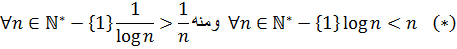 ∀n ∈ ℕ* − {1} 1/log n > 1/n ومنه ∀n ∈ ℕ* − {1} log n < n (*)